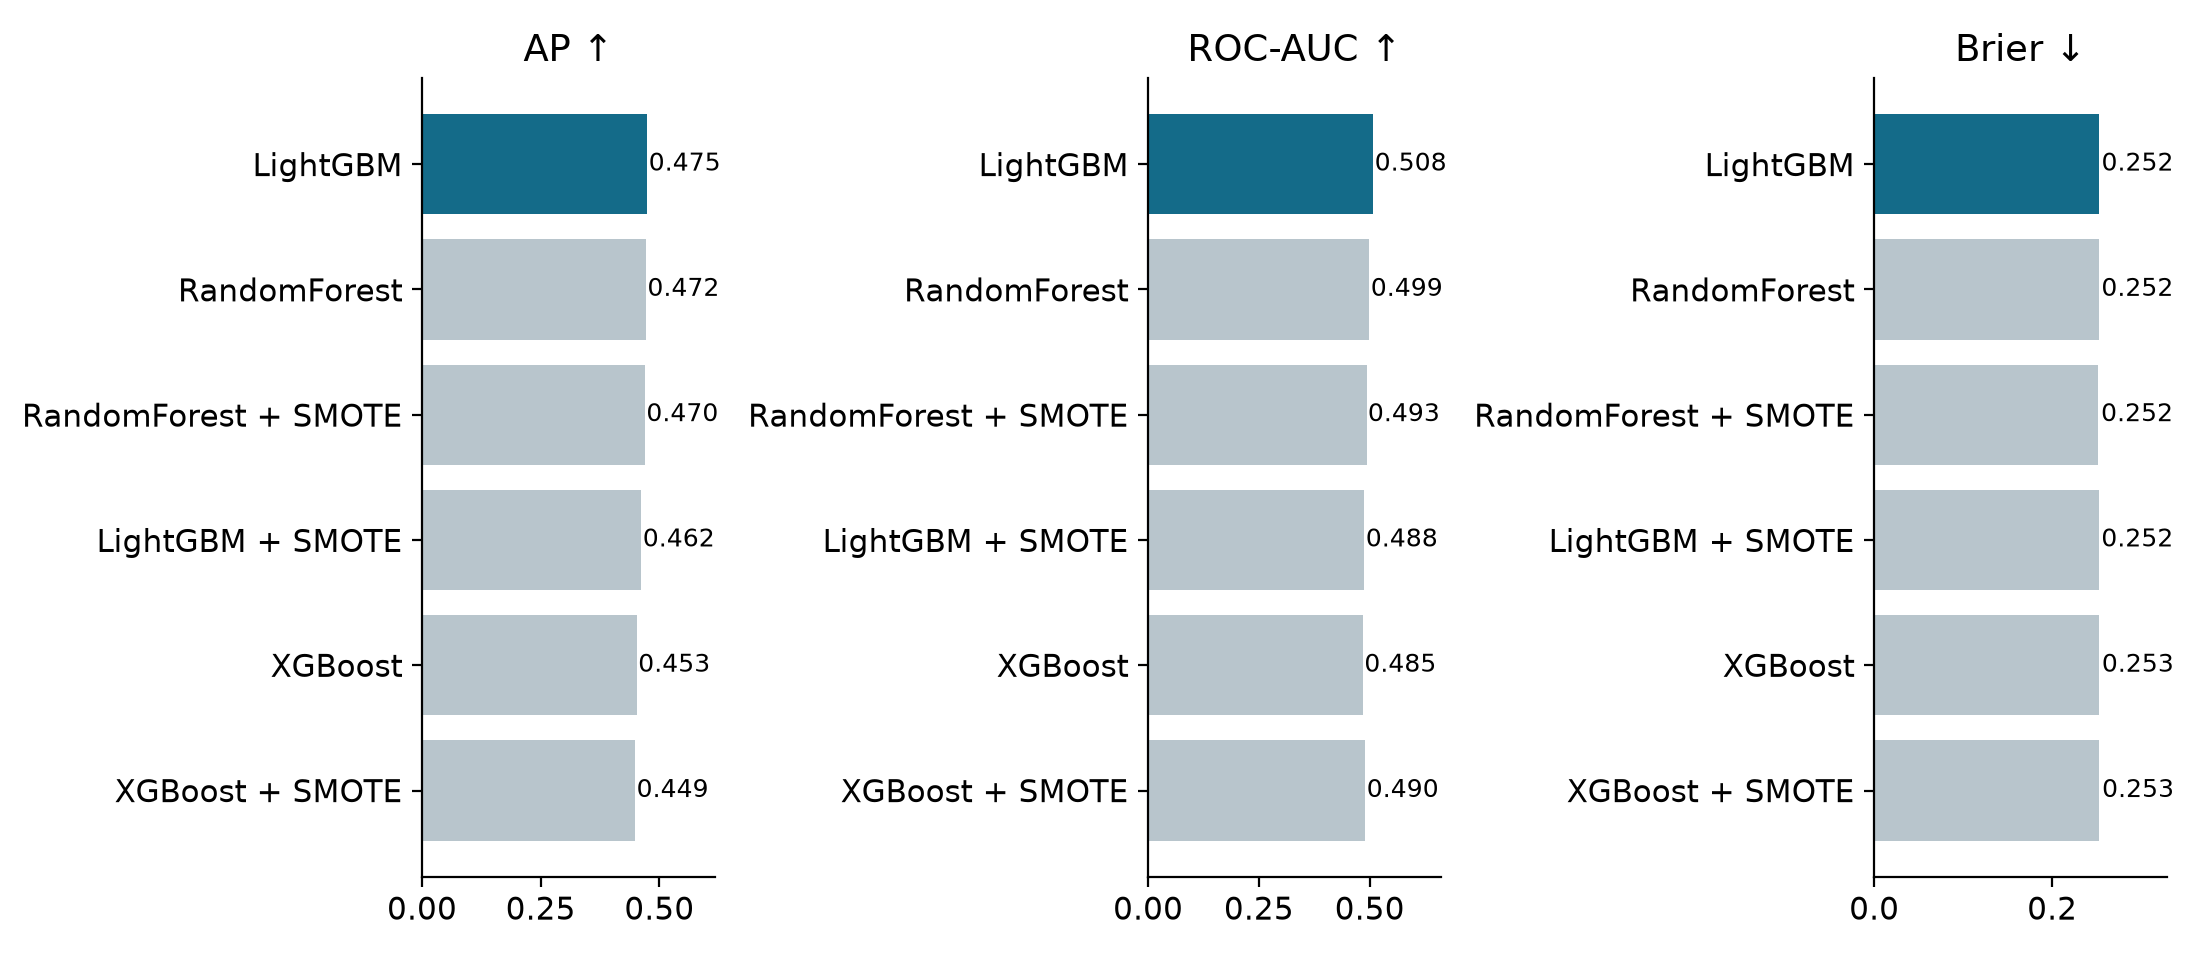 AP ↑
LightGBM 0.475
RandomForest 0.472
RandomForest + SMOTE 0.470
LightGBM + SMOTE 0.462
XGBoost 0.453
XGBoost + SMOTE 0.449
0.00 0.25 0.50
ROC-AUC ↑
LightGBM 0.508
RandomForest 0.499
RandomForest + SMOTE 0.493
LightGBM + SMOTE 0.488
XGBoost 0.485
XGBoost + SMOTE 0.490
0.00 0.25 0.50
Brier ↓
LightGBM 0.252
RandomForest 0.252
RandomForest + SMOTE 0.252
LightGBM + SMOTE 0.252
XGBoost 0.253
XGBoost + SMOTE 0.253
0.0 0.2